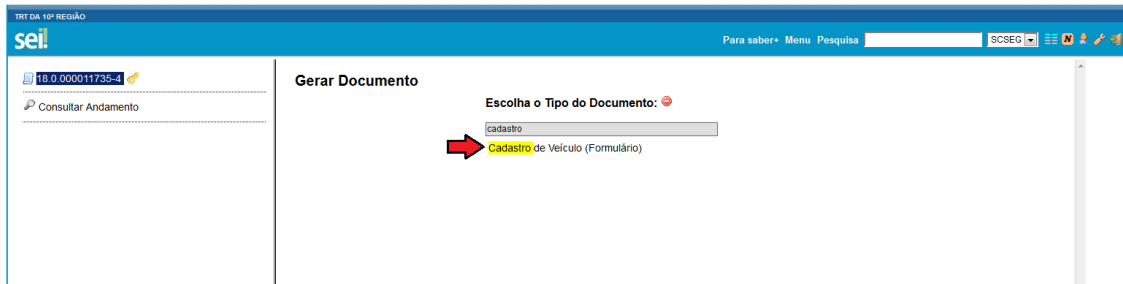 TRT DA 10ª REGIÃO
sei!
Para saber+ Menu Pesquisa SCSEG N
18.0.000011735-4
Consultar Andamento
Gerar Documento
Escolha o Tipo do Documento:
cadastro
Cadastro de Veículo (Formulário)